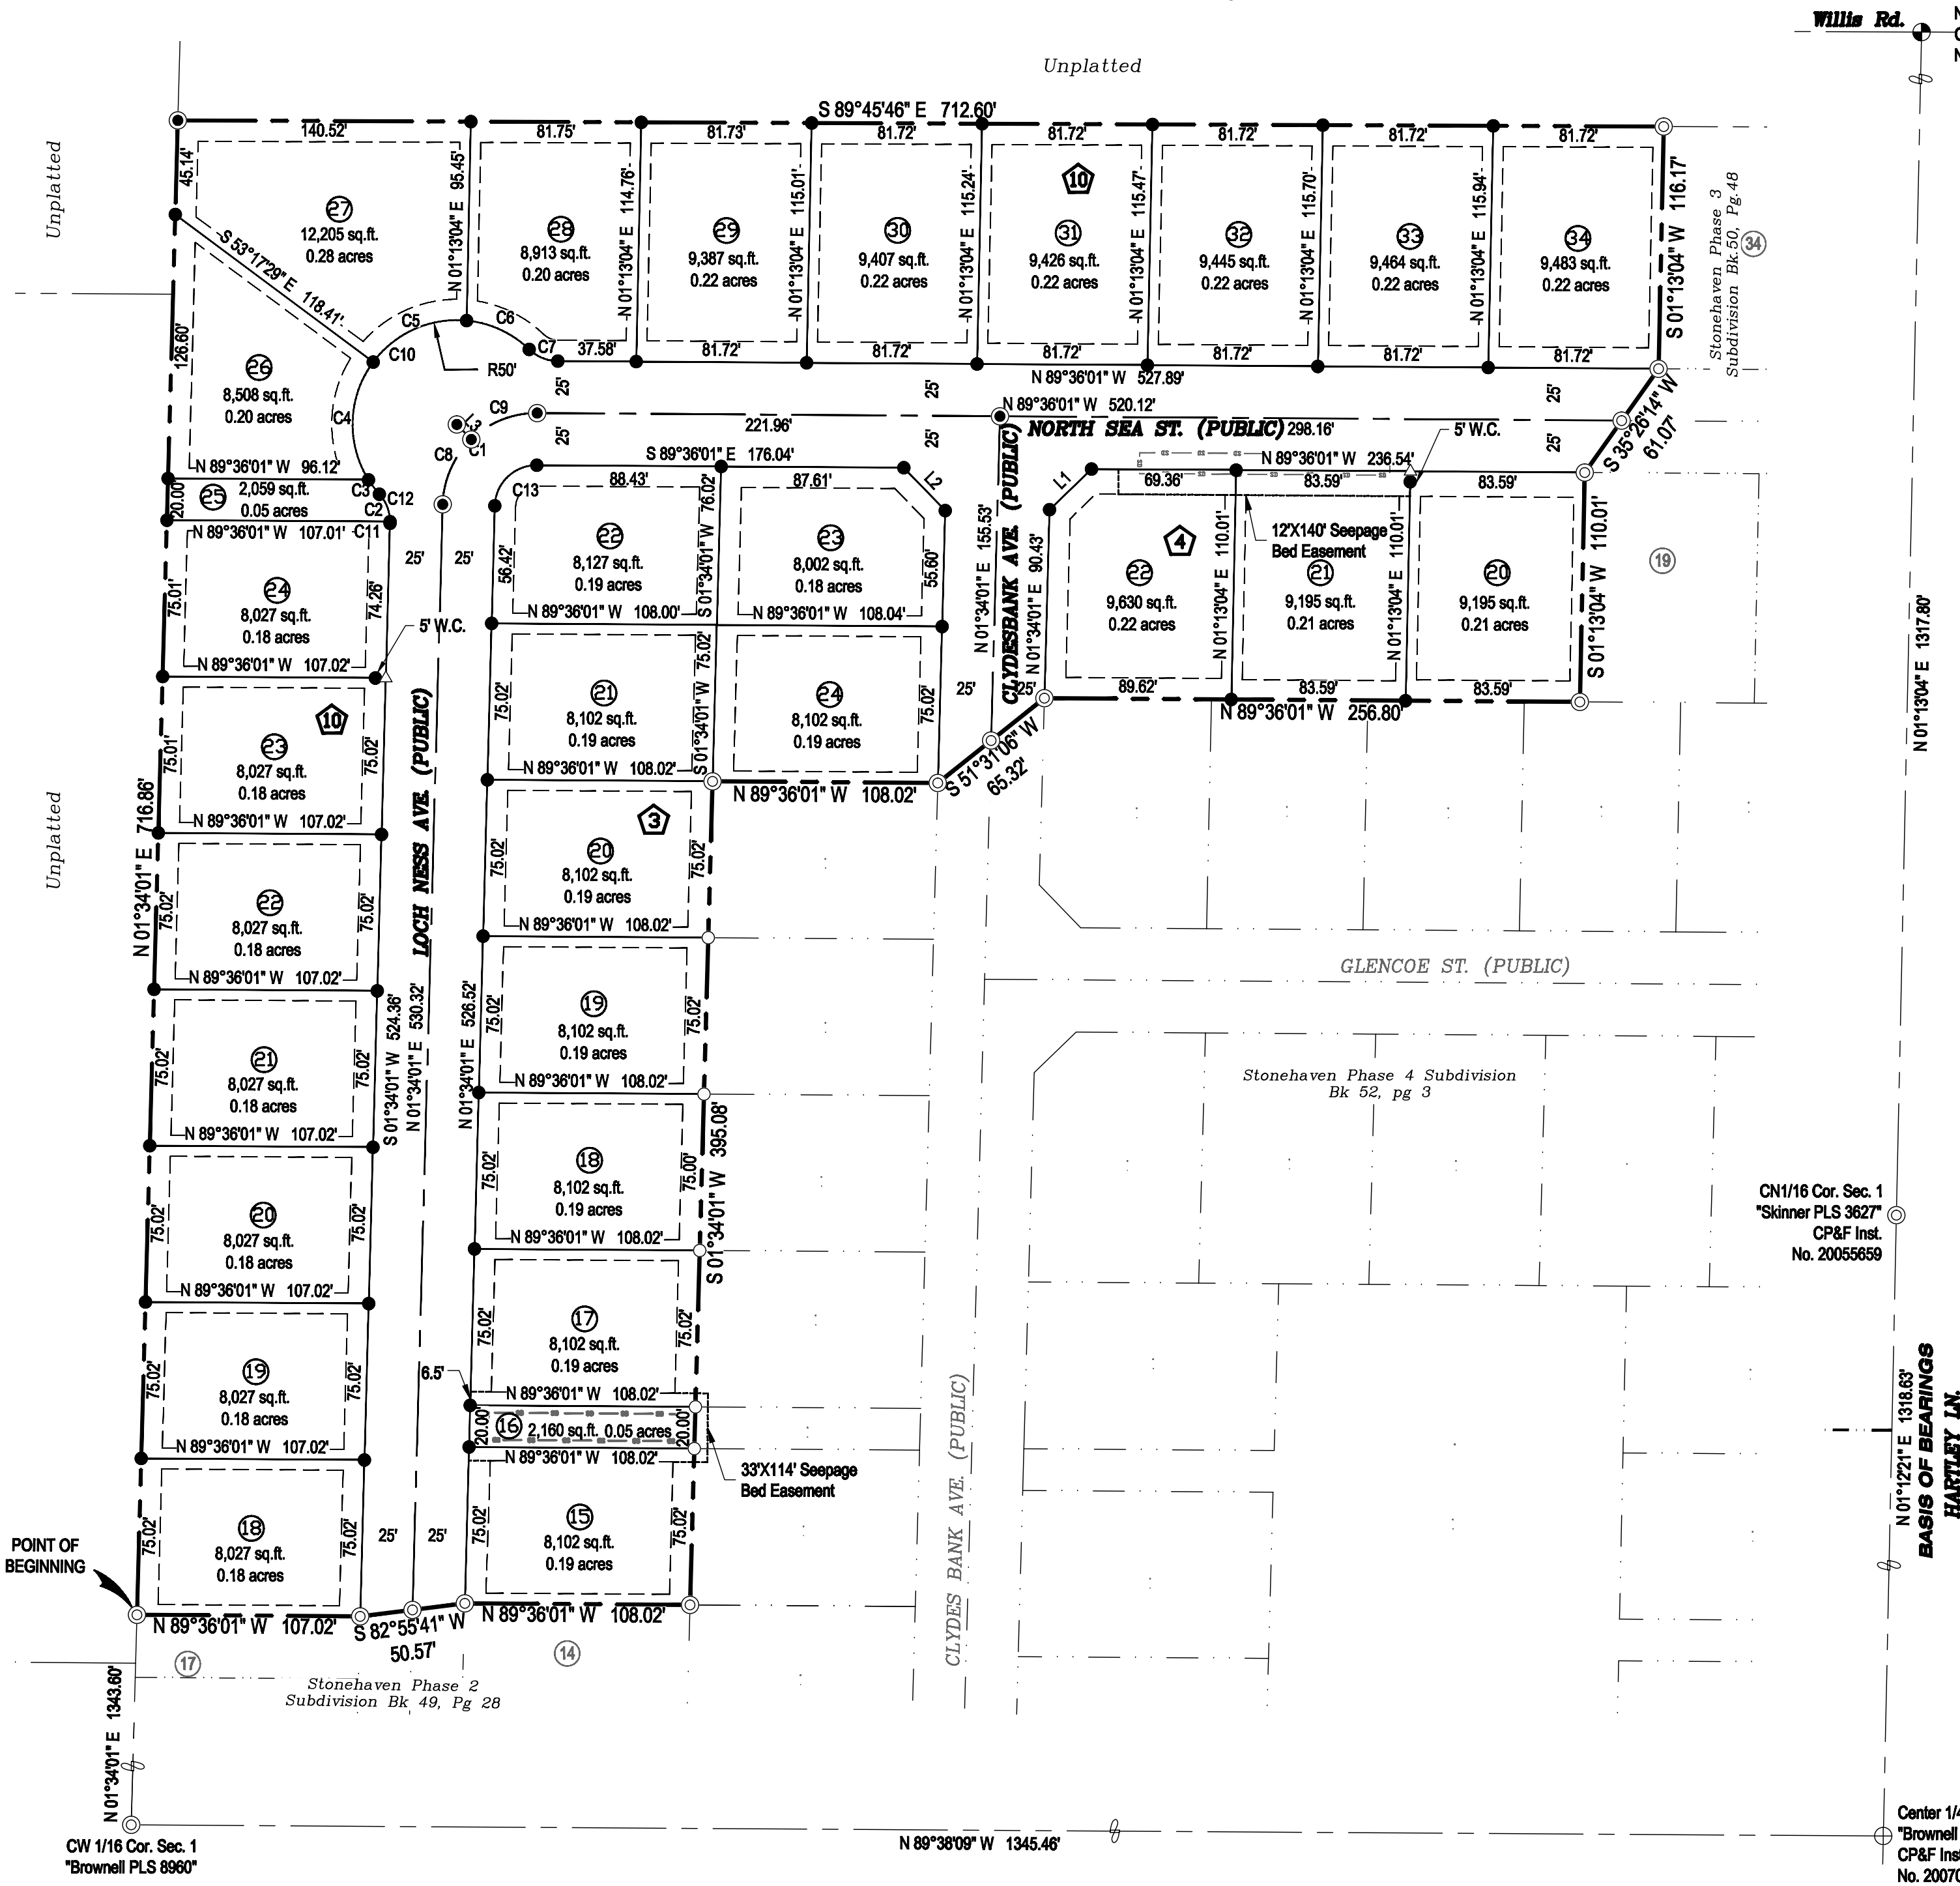 Willis Rd.
Unplatted
Unplatted
S 89°45'46" E 712.60'
140.52'
81.75'
81.73'
81.72'
81.72'
81.72'
81.72'
81.72'
45.14'
N 01°13'04" E 95.45'
N 01°13'04" E 114.76'
N 01°13'04" E 115.01'
N 01°13'04" E 115.24'
N 01°13'04" E 115.47'
N 01°13'04" E 115.70'
N 01°13'04" E 115.94'
S 01°13'04" W 116.17'
10
27
12,205 sq.ft.
0.28 acres
28
8,913 sq.ft.
0.20 acres
29
9,387 sq.ft.
0.22 acres
30
9,407 sq.ft.
0.22 acres
31
9,426 sq.ft.
0.22 acres
32
9,445 sq.ft.
0.22 acres
33
9,464 sq.ft.
0.22 acres
34
9,483 sq.ft.
0.22 acres
Stonehaven Phase 3
Subdivision Bk.50, Pg.48
34
S 53°17'29" E 118.41'
C5
C6
C7
C10
R50'
37.58'
81.72'
81.72'
81.72'
81.72'
81.72'
N 89°36'01" W 527.89'
126.60'
26
8,508 sq.ft.
0.20 acres
C4
25'
25'
25'
N 89°36'01" W 520.12'
S 35°26'14" W
61.07'
C9
C8
C1
221.96'
NORTH SEA ST. (PUBLIC)
298.16'
5' W.C.
25'
25'
25'
S 89°36'01" E 176.04'
N 89°36'01" W 236.54'
N 89°36'01" W 96.12'
C3
C12
C2
C11
C13
25
2,059 sq.ft.
0.05 acres
20.00'
N 89°36'01" W 107.01'
88.43'
87.61'
L2
L1
69.36'
83.59'
83.59'
12'X140' Seepage
Bed Easement
25'
25'
56.42'
22
8,127 sq.ft.
0.19 acres
S 01°34'01" W 76.02'
23
8,002 sq.ft.
0.18 acres
55.60'
N 01°34'01" E 155.53'
CLYDESBANK AVE. (PUBLIC)
N 01°34'01" E 90.43'
4
22
9,630 sq.ft.
0.22 acres
N 01°13'04" E 110.01'
21
9,195 sq.ft.
0.21 acres
N 01°13'04" E 110.01'
20
9,195 sq.ft.
0.21 acres
S 01°13'04" W 110.01'
19
75.01'
24
8,027 sq.ft.
0.18 acres
74.26'
5' W.C.
N 89°36'01" W 107.02'
N 89°36'01" W 108.00'
N 89°36'01" W 108.04'
25'
25'
89.62'
83.59'
83.59'
N 89°36'01" W 256.80'
75.02'
21
8,102 sq.ft.
0.19 acres
S 01°34'01" W 75.02'
24
8,102 sq.ft.
0.19 acres
75.02'
S 51°31'06" W
65.32'
N 89°36'01" W 108.02'
N 89°36'01" W 108.02'
75.01'
10
23
8,027 sq.ft.
0.18 acres
75.02'
N 89°36'01" W 107.02'
LOCH NESS AVE. (PUBLIC)
Unplatted
N 01°34'01" E 716.86'
N 01°13'04" E 1317.80'
3
75.02'
20
8,102 sq.ft.
0.19 acres
75.02'
N 89°36'01" W 108.02'
75.02'
22
8,027 sq.ft.
0.18 acres
75.02'
N 89°36'01" W 107.02'
GLENCOE ST. (PUBLIC)
75.02'
19
8,102 sq.ft.
0.19 acres
75.02'
N 89°36'01" W 108.02'
S 01°34'01" W 524.36'
N 01°34'01" E 530.32'
N 01°34'01" E 526.52'
75.02'
21
8,027 sq.ft.
0.18 acres
75.02'
N 89°36'01" W 107.02'
Stonehaven Phase 4 Subdivision
Bk 52, pg 3
75.02'
18
8,102 sq.ft.
0.19 acres
75.00'
S 01°34'01" W 395.08'
N 89°36'01" W 108.02'
CN1/16 Cor. Sec. 1
"Skinner PLS 3627"
CP&F Inst.
No. 20055659
75.02'
20
8,027 sq.ft.
0.18 acres
75.02'
N 89°36'01" W 107.02'
75.02'
17
8,102 sq.ft.
0.19 acres
75.02'
6.5'
N 89°36'01" W 108.02'
75.02'
19
8,027 sq.ft.
0.18 acres
75.02'
N 89°36'01" W 107.02'
20.00'
16
2,160 sq.ft. 0.05 acres
20.00'
N 89°36'01" W 108.02'
33'X114' Seepage
Bed Easement
CLYDES BANK AVE. (PUBLIC)
N 01°12'21" E 1318.63'
BASIS OF BEARINGS
HARTLEY LN.
POINT OF
BEGINNING
75.02'
18
8,027 sq.ft.
0.18 acres
75.02'
25'
25'
75.02'
15
8,102 sq.ft.
0.19 acres
75.02'
N 89°36'01" W 107.02'
S 82°55'41" W
50.57'
N 89°36'01" W 108.02'
17
14
Stonehaven Phase 2
Subdivision Bk 49, Pg 28
N 01°34'01" E 1343.60'
CW 1/16 Cor. Sec. 1
"Brownell PLS 8960"
N 89°38'09" W 1345.46'
Center 1/4
"Brownell
CP&F Inst
No. 20070